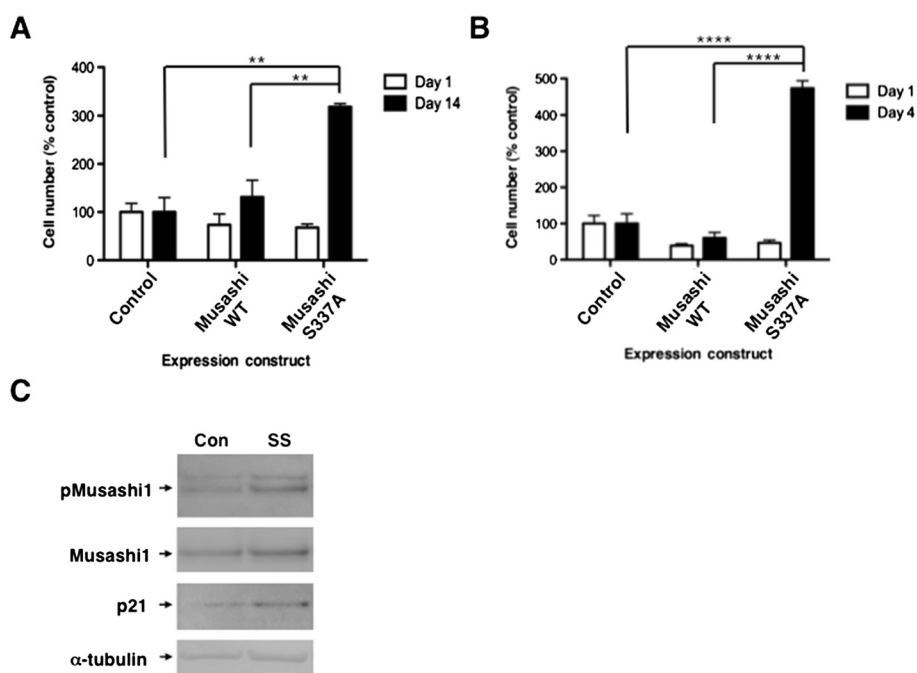 A
Cell number (% control)
400
300
200
100
0
**
**
Day 1
Day 14
Control
Musashi
WT
Musashi
S337A
Expression construct
B
Cell number (% control)
500
400
300
200
100
0
****
****
Day 1
Day 4
Control
Musashi
WT
Musashi
S337A
Expression construct
C
Con SS
pMusashi1
Musashi1
p21
α-tubulin